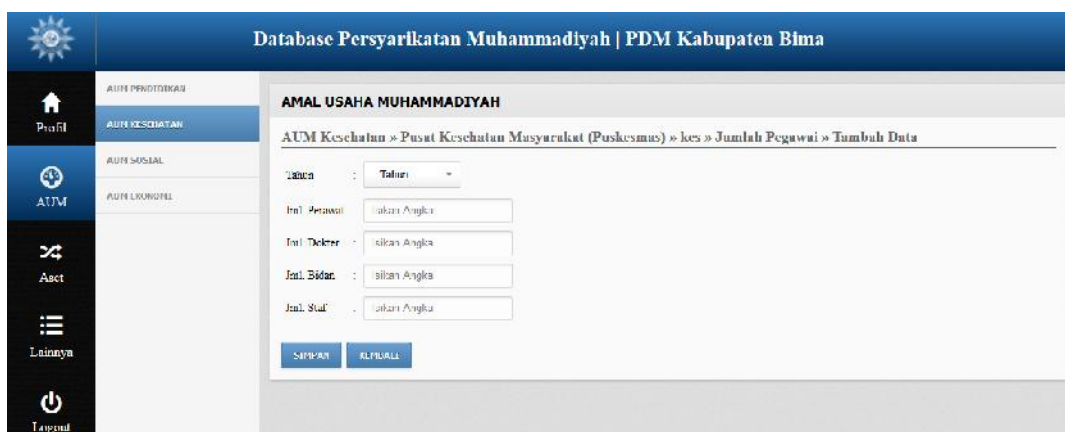 Database Persyarikatan Muhammadiyah | PDM Kabupaten Bima
Profil
AUM
Aset
Lainnya
Logout
AUM PENDIDIKAN
AUM KESEHATAN
AUM SOSIAL
AUM EKONOMI
AMAL USAHA MUHAMMADIYAH
AUM Kesehatan » Pusat Kesehatan Masyarakat (Puskesmas) » kes » Jumlah Pegawai » Tambah Data
Tahun : Tahun
Jml. Perawat : Isikan Angka
Jml. Dokter : Isikan Angka
Jml. Bidan : Isikan Angka
Jml. Staf : Isikan Angka
SIMPAN KEMBALI